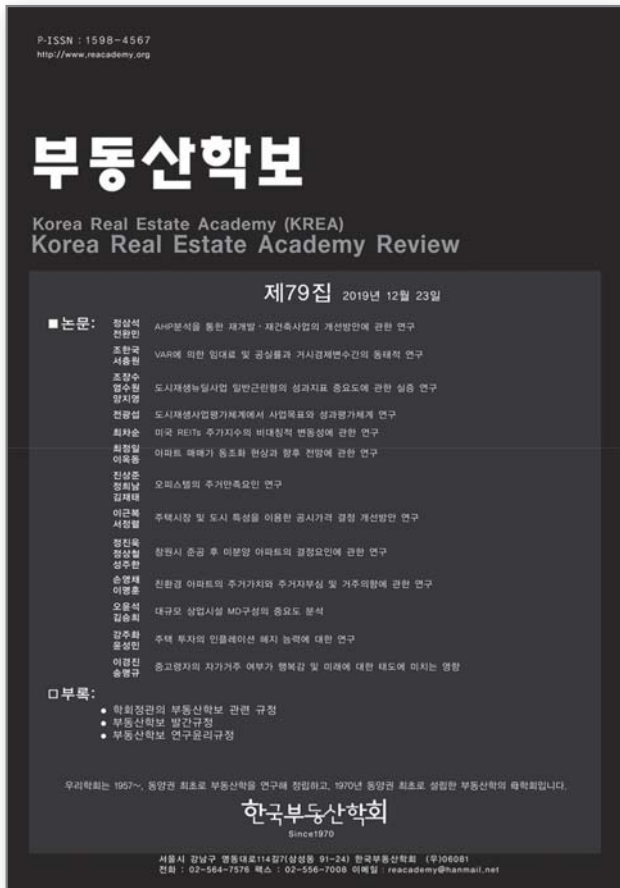 P-ISSN : 1598-4567
http://www.reacademy.org
부동산학보
Korea Real Estate Academy (KREA)
Korea Real Estate Academy Review
제79집 2019년 12월 23일
■논문:
정삼석
전완민
AHP분석을 통한 재개발·재건축사업의 개선방안에 관한 연구
조한국
서충원
VAR에 의한 임대료 및 공실률과 거시경제변수간의 동태적 연구
조장수
엄수원
양지영
도시재생뉴딜사업 일반근린형의 성과지표 중요도에 관한 실증 연구
전광섭
도시재생사업평가체계에서 사업목표와 성과평가체계 연구
최차순
미국 REITs 주가지수의 비대칭적 변동성에 관한 연구
최정일
이옥동
아파트 매매가 동조화 현상과 향후 전망에 관한 연구
진상준
정희남
김재태
오피스텔의 주거만족요인 연구
이근복
서정렬
주택시장 및 도시 특성을 이용한 공시가격 결정 개선방안 연구
정진욱
정상철
성주한
창원시 준공 후 미분양 아파트의 결정요인에 관한 연구
손영채
이명훈
친환경 아파트의 주거가치와 주거자부심 및 거주의향에 관한 연구
오윤석
김승희
대규모 상업시설 MD구성의 중요도 분석
강주화
윤성민
주택 투자의 인플레이션 헤지 능력에 대한 연구
이경진
송명규
중고령자의 자가거주 여부가 행복감 및 미래에 대한 태도에 미치는 영향
□부록:
● 학회정관의 부동산학보 관련 규정
● 부동산학보 발간규정
● 부동산학보 연구윤리규정
우리학회는 1957~, 동양권 최초로 부동산학을 연구해 정립하고, 1970년 동양권 최초로 설립한 부동산학의 母학회입니다.
한국부동산학회
Since1970
서울시 강남구 영동대로114길7(삼성동 91-24) 한국부동산학회 (우)06081
전화 : 02-564-7576 팩스 : 02-556-7008 이메일 : reacademy@hanmail.net